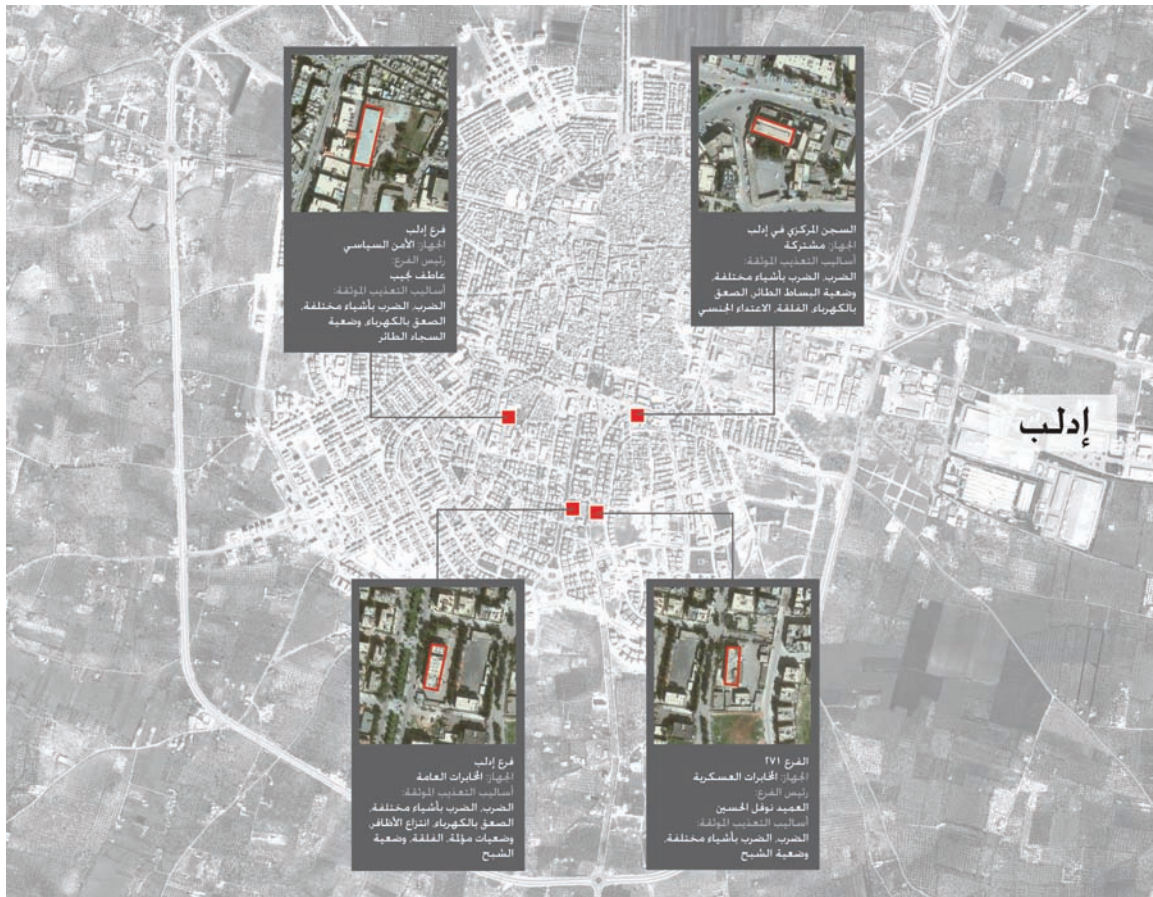 السجن المركزي في إدلب
الجهاز: مشتركة
أساليب التعذيب الموثقة:
الضرب, الضرب بأشياء مختلفة,
وضعية البساط الطائر, الصعق
بالكهرباء, الفلقة, الاعتداء الجنسي
فرع إدلب
الجهاز: الأمن السياسي
رئيس الفرع:
عاطف نجيب
أساليب التعذيب الموثقة:
الضرب, الضرب بأشياء مختلفة,
الصعق بالكهرباء, وضعية
السجاد الطائر
إدلب
الفرع ٢٧١
الجهاز: المخابرات العسكرية
رئيس الفرع:
العميد نوفل الحسين
أساليب التعذيب الموثقة:
الضرب, الضرب بأشياء مختلفة,
وضعية الشبح
فرع إدلب
الجهاز: المخابرات العامة
أساليب التعذيب الموثقة:
الضرب, الضرب بأشياء مختلفة,
الصعق بالكهرباء, انتزاع الأظافر,
وضعيات مؤلمة, الفلقة, وضعية
الشبح